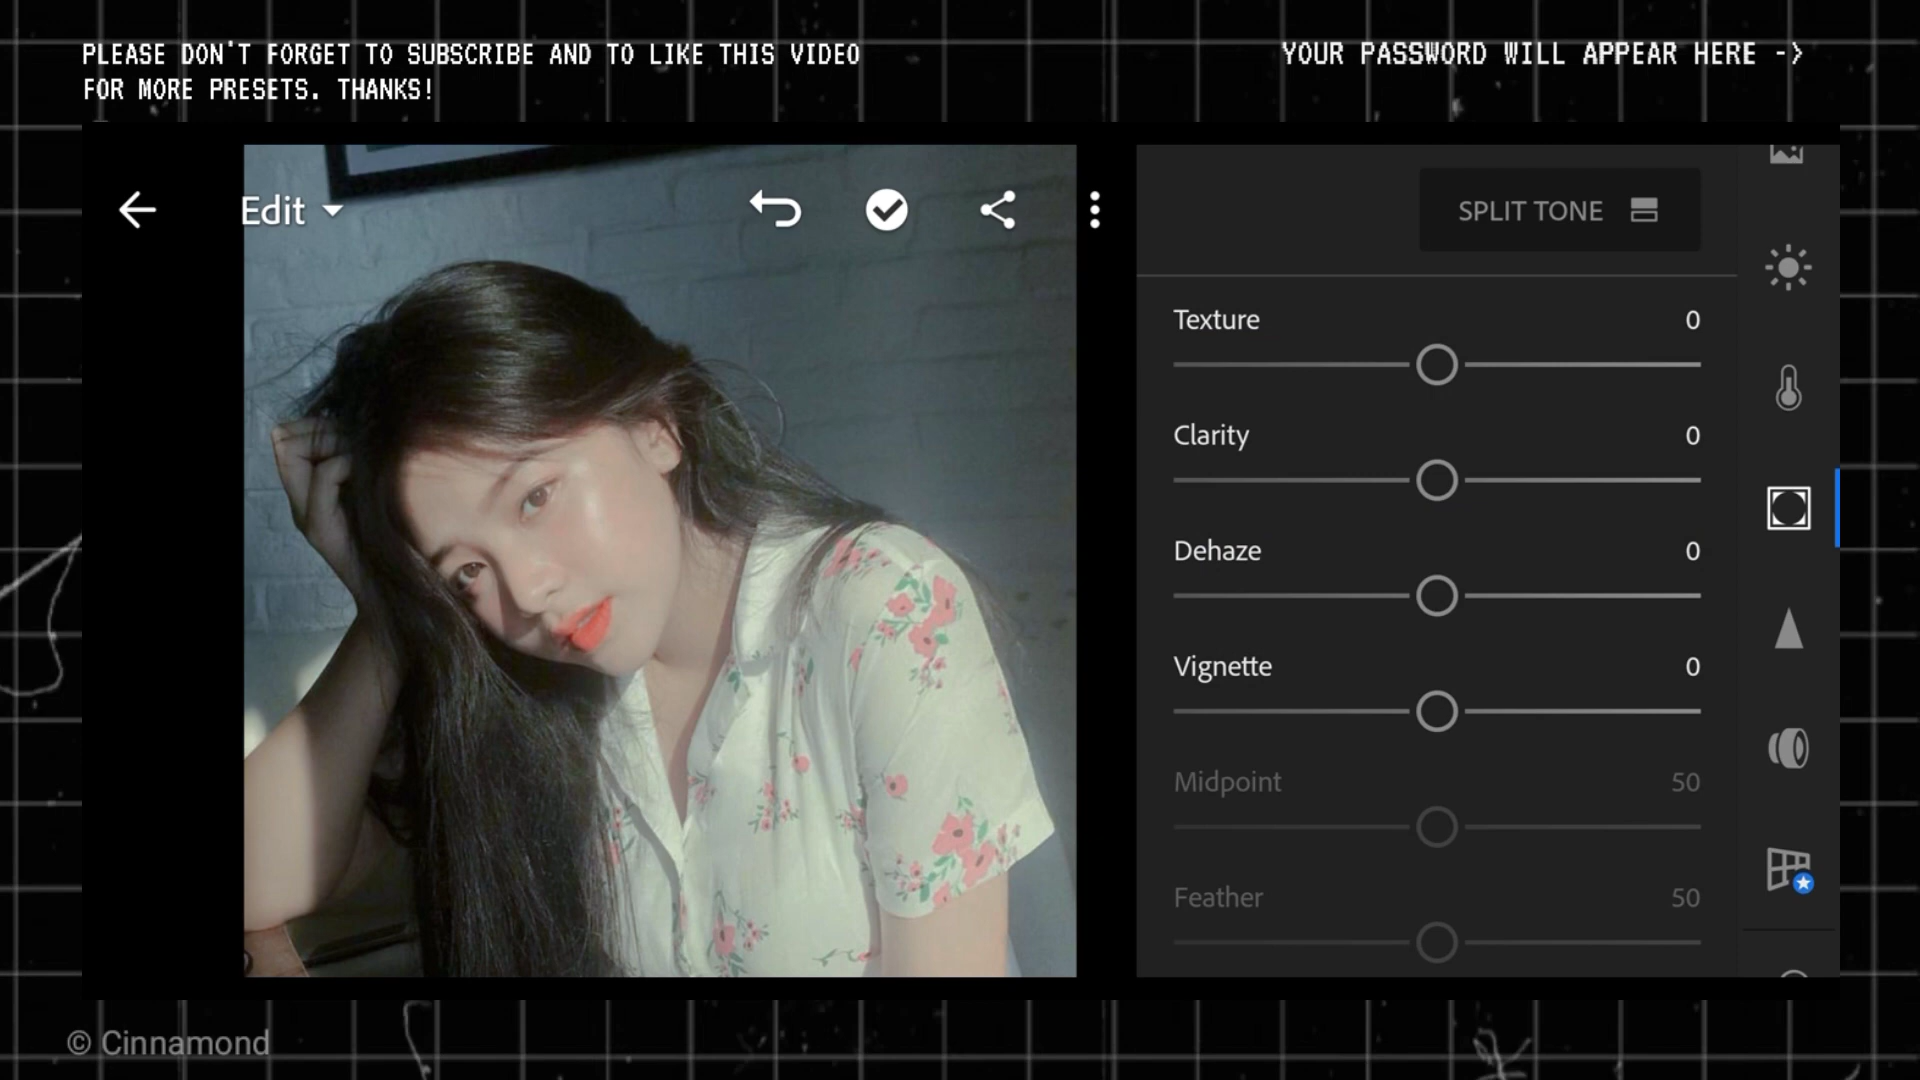 PLEASE DON'T FORGET TO SUBSCRIBE AND TO LIKE THIS VIDEO
FOR MORE PRESETS. THANKS!
YOUR PASSWORD WILL APPEAR HERE ->
Edit
SPLIT TONE
Texture 0
Clarity 0
Dehaze 0
Vignette 0
Midpoint 50
Feather 50
© Cinnamond